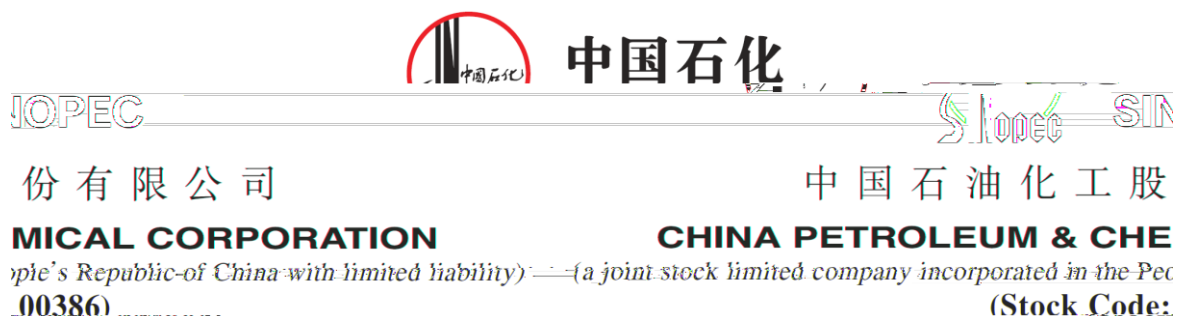 中国石化 中国石化
NOPEC Sinopec SIN
份有限公司 中国石油化工股
MICAL CORPORATION CHINA PETROLEUM & CHE
ople's Republic of China with limited liability) (a joint stock limited company incorporated in the Peo
00386) (Stock Code: